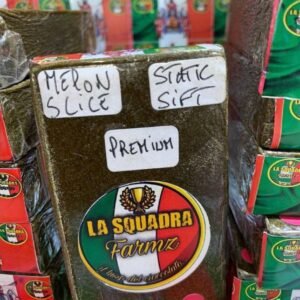 MELON
SLICE
STATIC
SIFT
PREMIUM
LA SQUADRA
Farmz